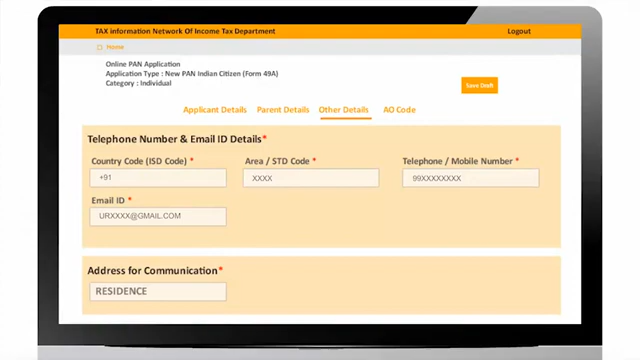 TAX information Network Of Income Tax Department Logout
Home
Online PAN Application
Application Type : New PAN Indian Citizen (Form 49A)
Category : Individual
Save Draft
Applicant Details Parent Details Other Details AO Code
Telephone Number & Email ID Details*
Country Code (ISD Code) * Area / STD Code * Telephone / Mobile Number *
+91 XXXX 99XXXXXXXX
Email ID *
URXXXX@GMAIL.COM
Address for Communication*
RESIDENCE